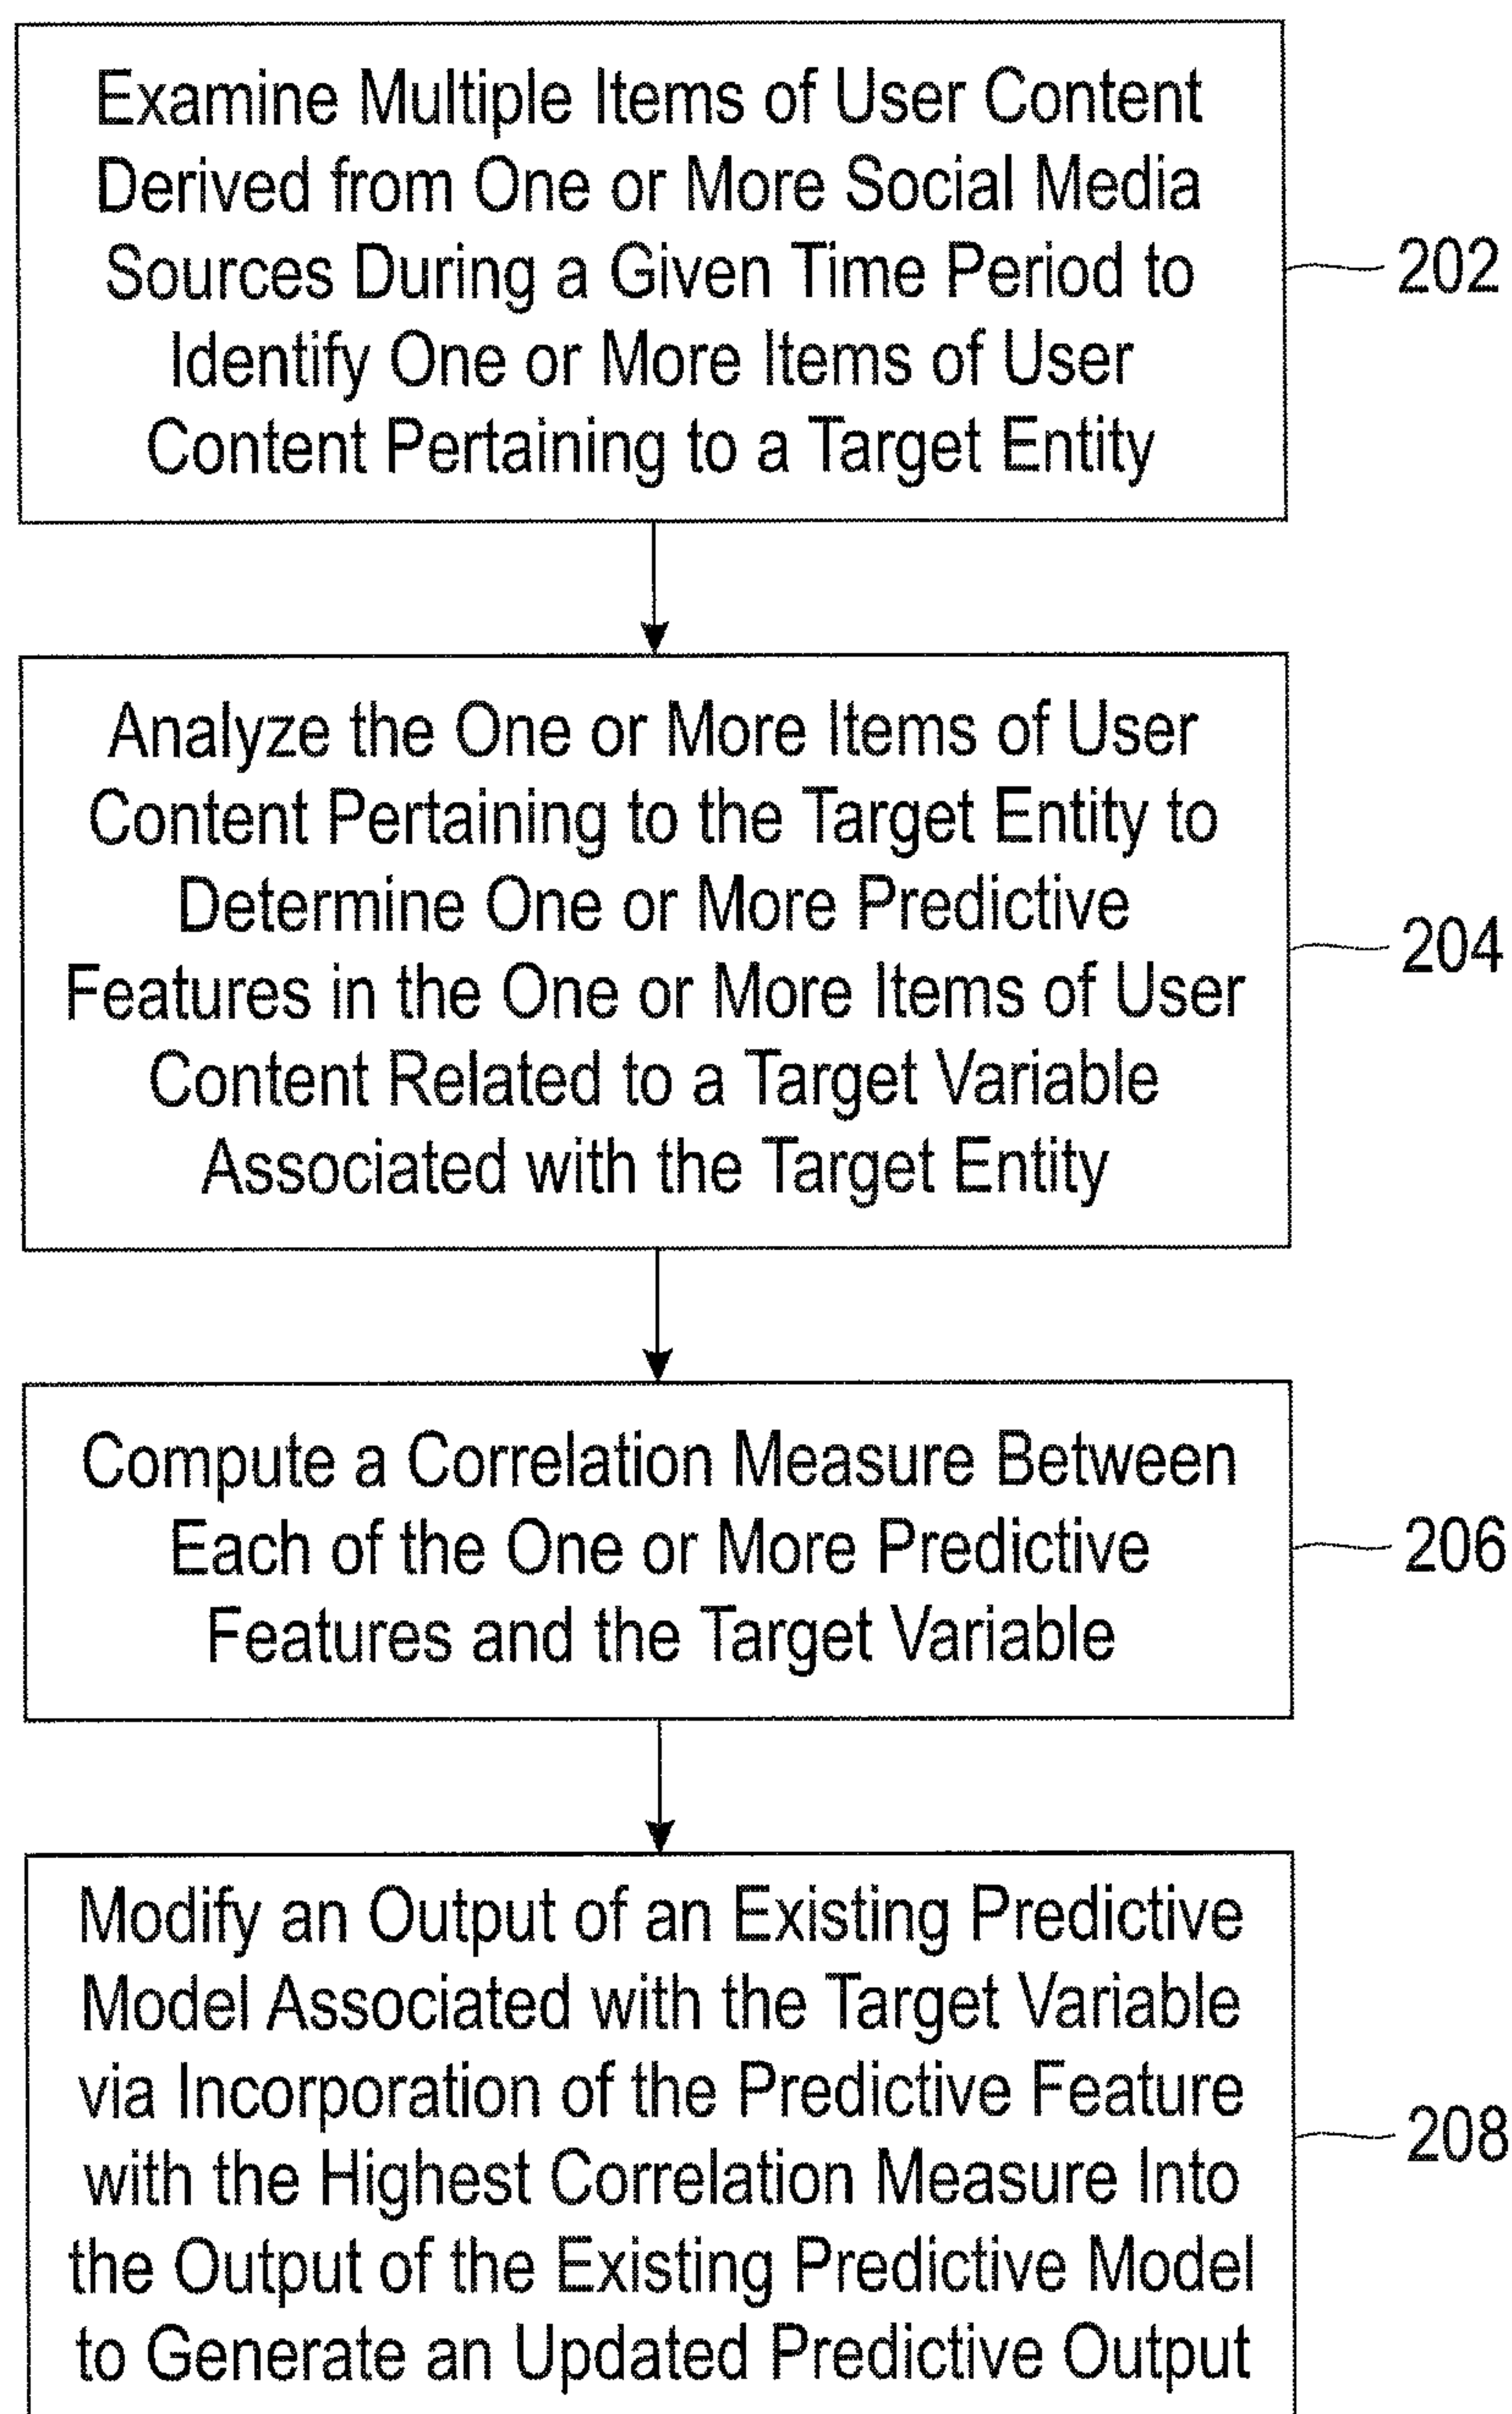 Examine Multiple Items of User Content
Derived from One or More Social Media
Sources During a Given Time Period to
Identify One or More Items of User
Content Pertaining to a Target Entity
202
Analyze the One or More Items of User
Content Pertaining to the Target Entity to
Determine One or More Predictive
Features in the One or More Items of User
Content Related to a Target Variable
Associated with the Target Entity
204
Compute a Correlation Measure Between
Each of the One or More Predictive
Features and the Target Variable
206
Modify an Output of an Existing Predictive
Model Associated with the Target Variable
via Incorporation of the Predictive Feature
with the Highest Correlation Measure Into
the Output of the Existing Predictive Model
to Generate an Updated Predictive Output
208